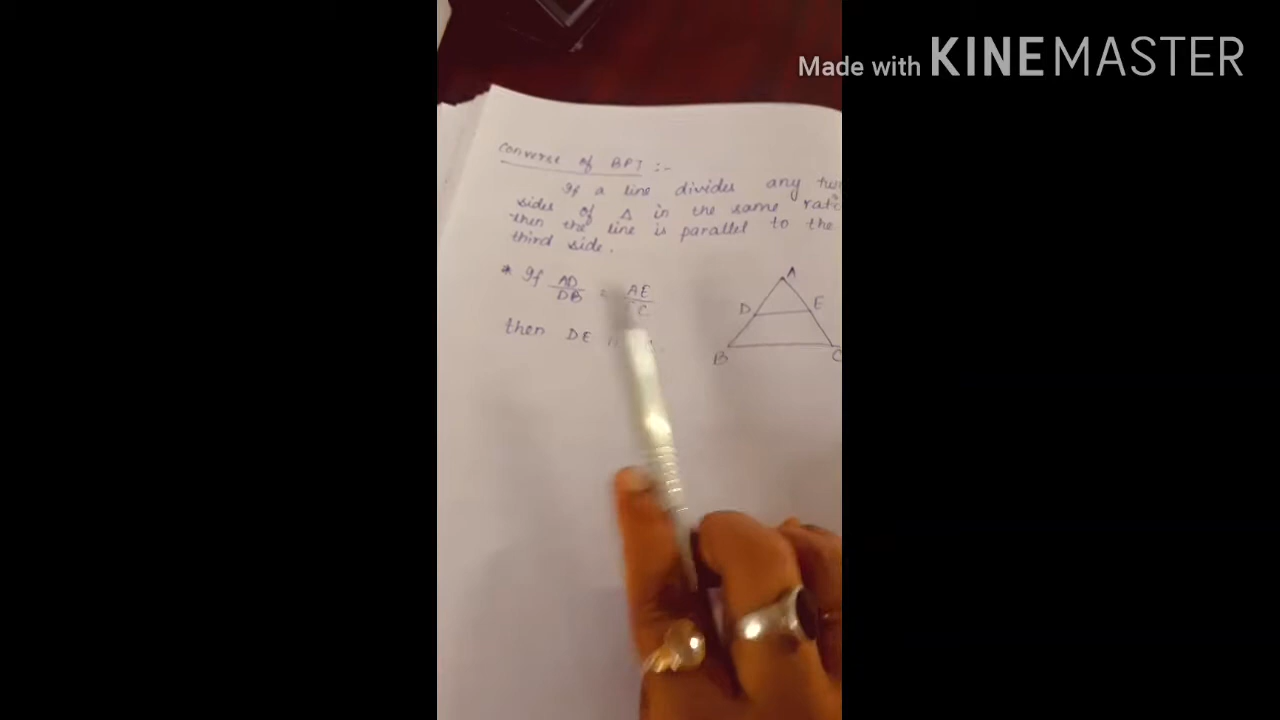 Made with KINEMASTER
Converse of BPT :-
If a line divides any two
sides of Δ in the same ratio
then the line is parallel to the
third side.
* If AD/DB = AE/ C
then DE
A
D E
B C